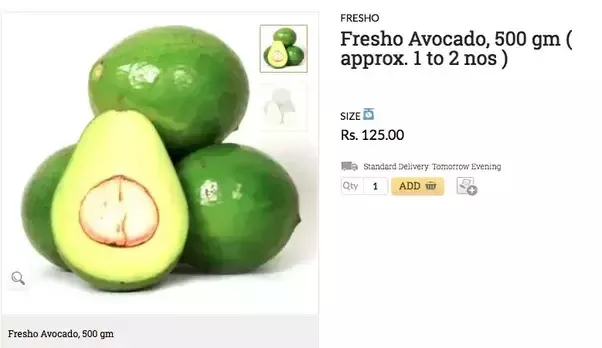 FRESHO
Fresho Avocado, 500 gm (
approx. 1 to 2 nos )
SIZE
Rs. 125.00
Standard Delivery: Tomorrow Evening
Qty 1 ADD
Fresho Avocado, 500 gm